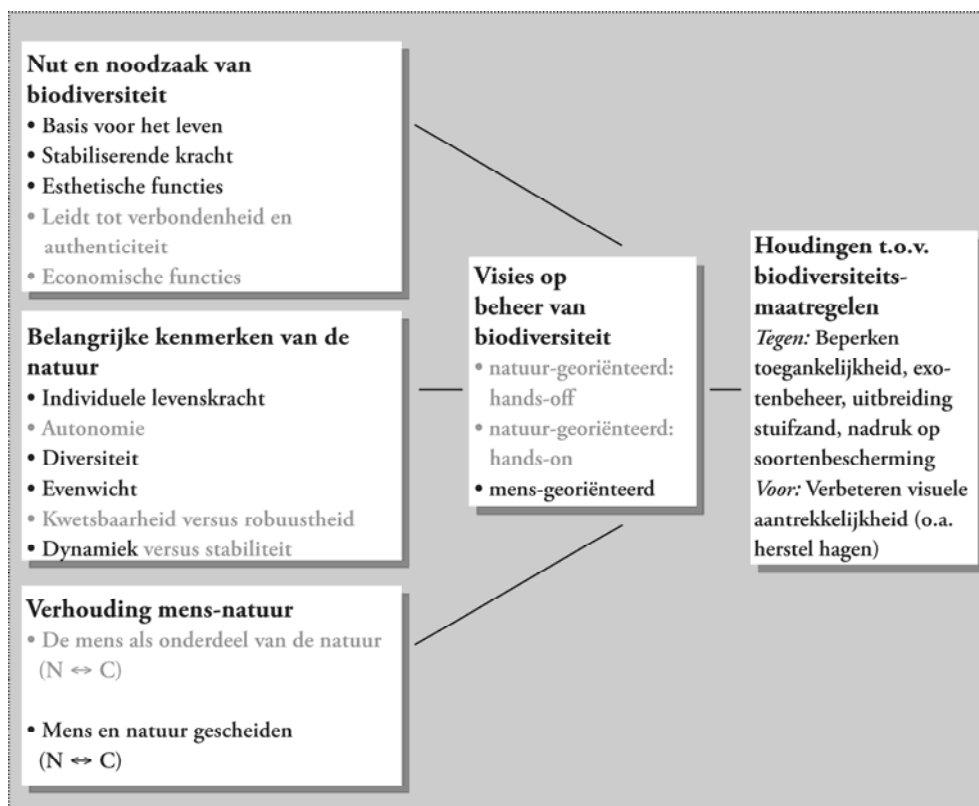 Nut en noodzaak van
biodiversiteit
• Basis voor het leven
• Stabiliserende kracht
• Esthetische functies
• Leidt tot verbondenheid en
authenticiteit
• Economische functies
Belangrijke kenmerken van de
natuur
• Individuele levenskracht
• Autonomie
• Diversiteit
• Evenwicht
• Kwetsbaarheid versus robuustheid
• Dynamiek versus stabiliteit
Verhouding mens-natuur
• De mens als onderdeel van de natuur
(N ⇔ C)
• Mens en natuur gescheiden
(N ⇔ C)
Visies op
beheer van
biodiversiteit
• natuur-georiënteerd:
hands-off
• natuur-georiënteerd:
hands-on
• mens-georiënteerd
Houdingen t.o.v.
biodiversiteits-
maatregelen
Tegen: Beperken
toegankelijkheid, exo-
tenbeheer, uitbreiding
stuifzand, nadruk op
soortenbescherming
Voor: Verbeteren visuele
aantrekkelijkheid (o.a.
herstel hagen)